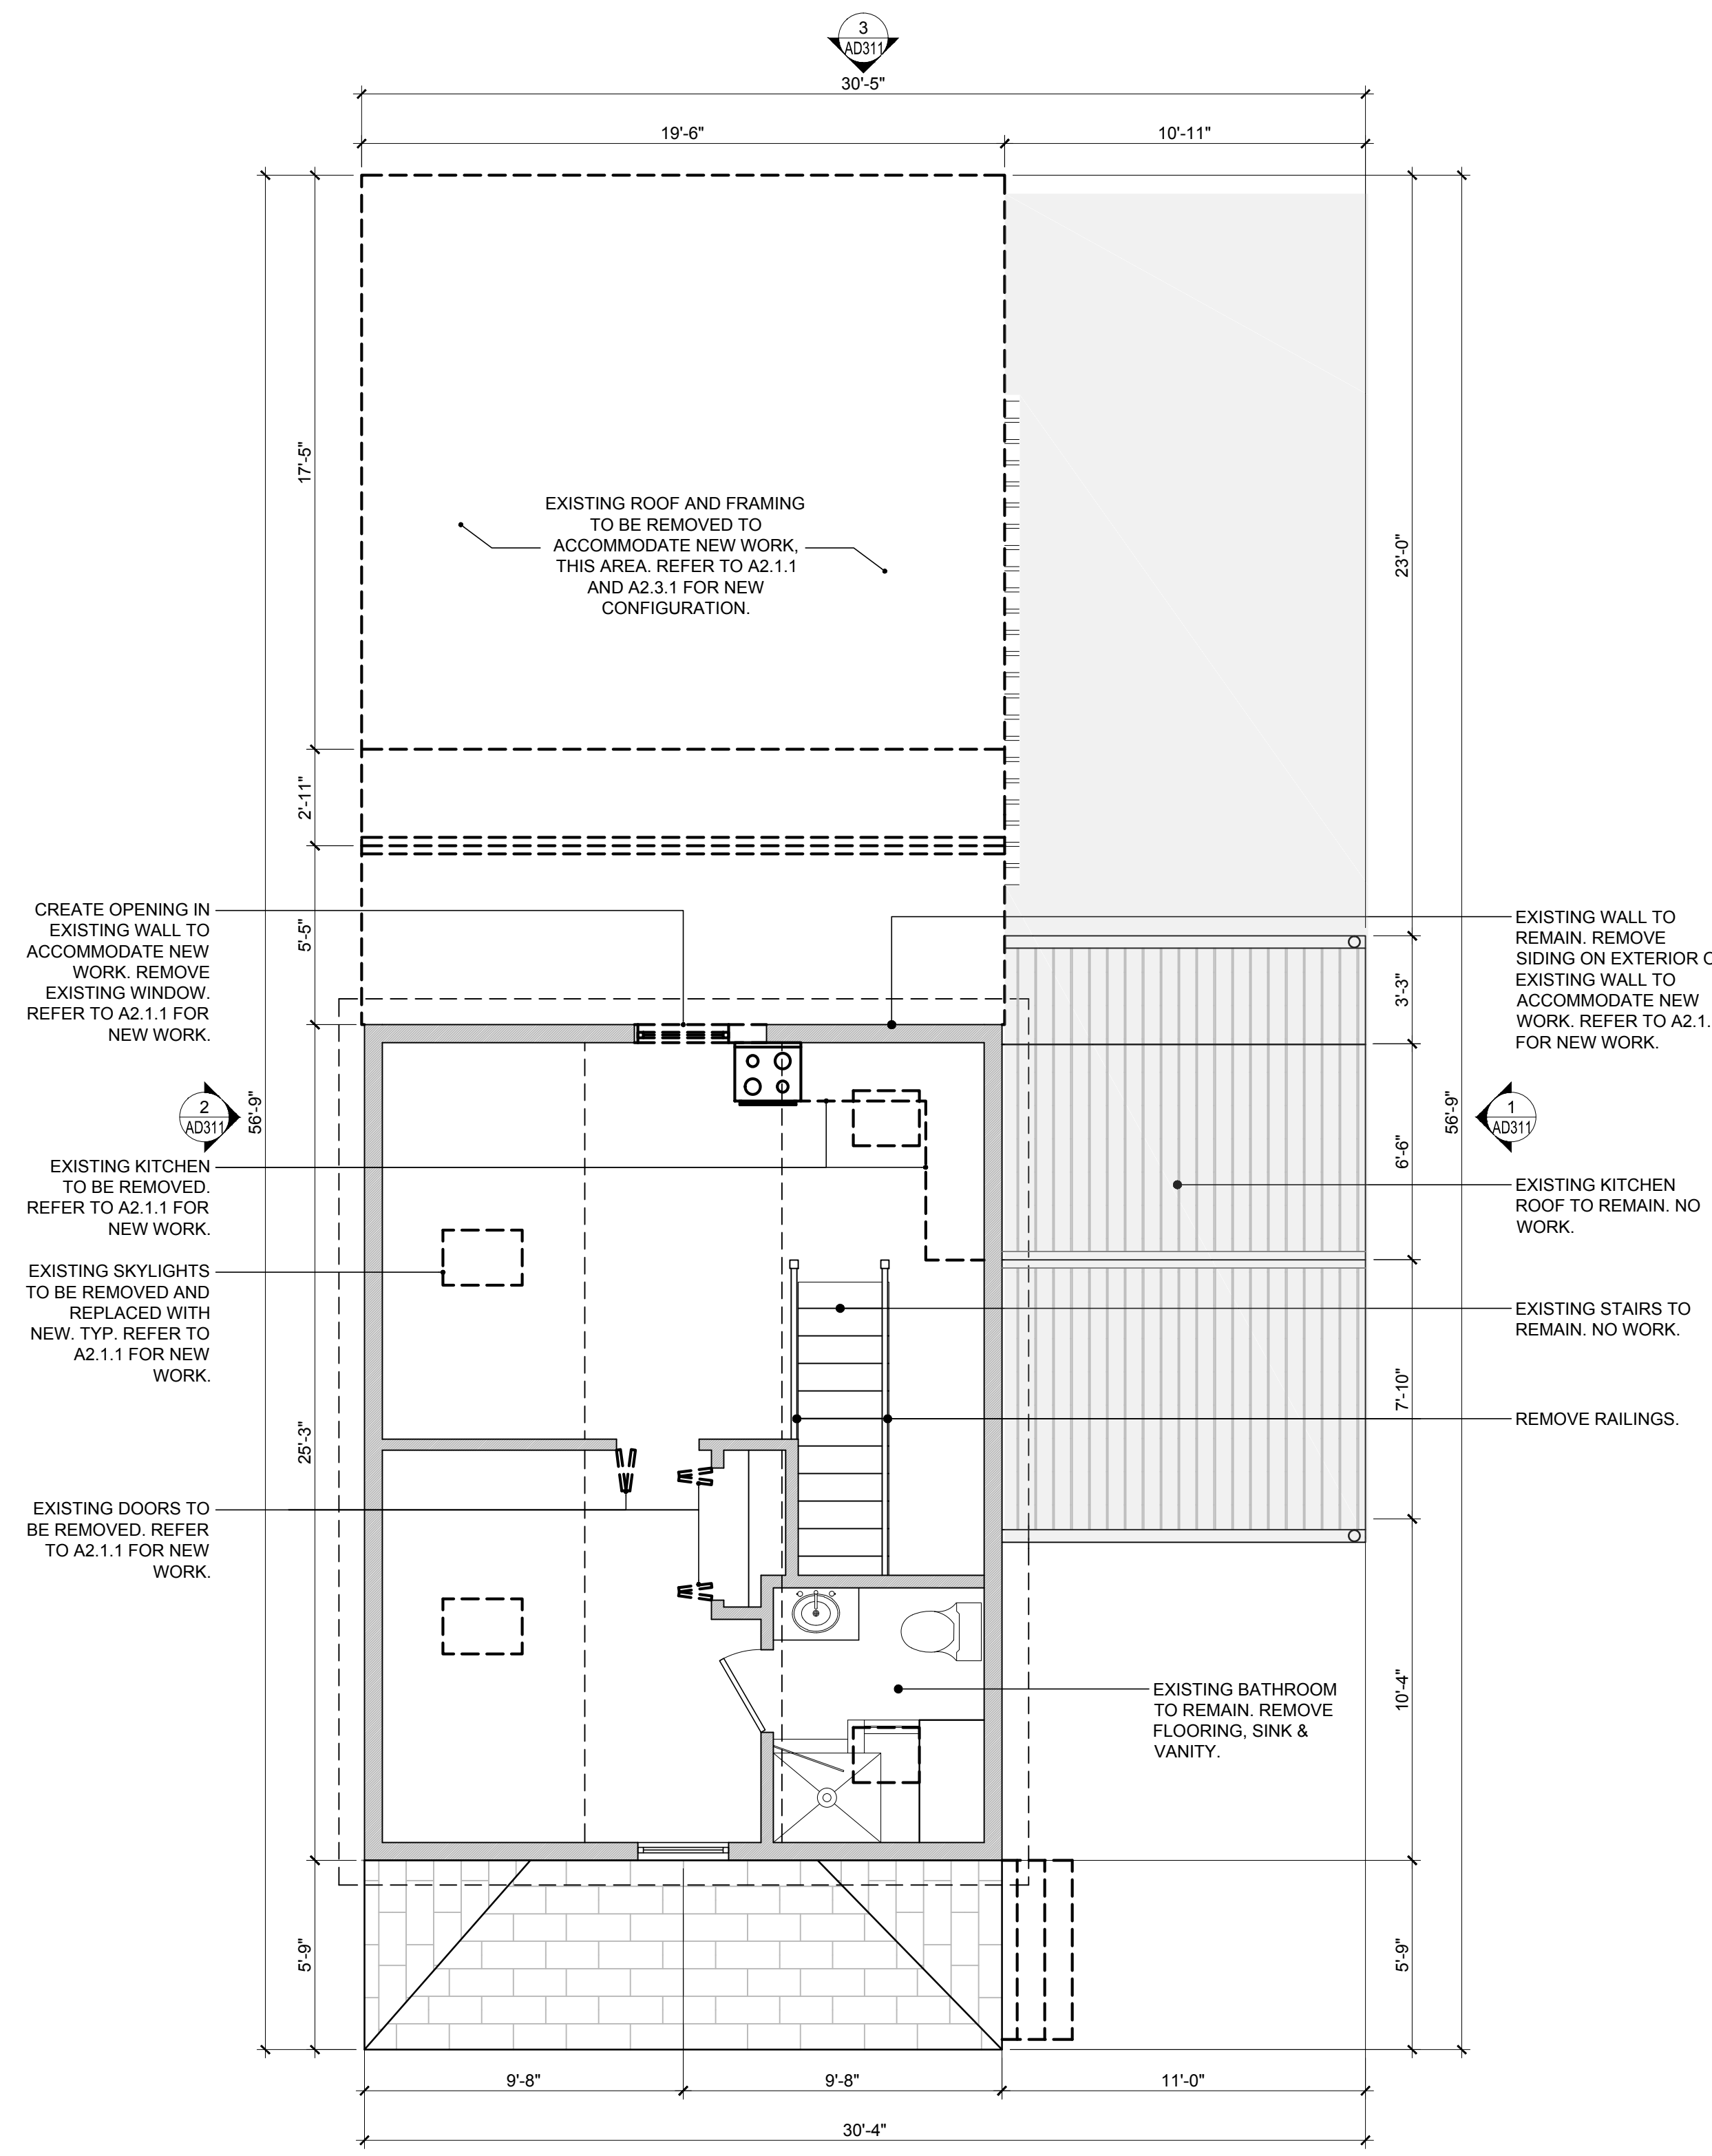 3
AD311
30'-5"
19'-6"
10'-11"
17'-5"
23'-0"
EXISTING ROOF AND FRAMING
TO BE REMOVED TO
ACCOMMODATE NEW WORK,
THIS AREA. REFER TO A2.1.1
AND A2.3.1 FOR NEW
CONFIGURATION.
2'-11"
CREATE OPENING IN
EXISTING WALL TO
ACCOMMODATE NEW
WORK. REMOVE
EXISTING WINDOW.
REFER TO A2.1.1 FOR
NEW WORK.
5'-5"
EXISTING WALL TO
REMAIN. REMOVE
SIDING ON EXTERIOR
EXISTING WALL TO
ACCOMMODATE NEW
WORK. REFER TO A2.1.
FOR NEW WORK.
3'-3"
2
AD311
56'-9"
56'-9"
1
AD311
6'-6"
EXISTING KITCHEN
TO BE REMOVED.
REFER TO A2.1.1 FOR
NEW WORK.
EXISTING KITCHEN
ROOF TO REMAIN. NO
WORK.
EXISTING SKYLIGHTS
TO BE REMOVED AND
REPLACED WITH
NEW. TYP. REFER TO
A2.1.1 FOR NEW
WORK.
EXISTING STAIRS TO
REMAIN. NO WORK.
7'-10"
25'-3"
REMOVE RAILINGS.
EXISTING DOORS TO
BE REMOVED. REFER
TO A2.1.1 FOR NEW
WORK.
EXISTING BATHROOM
TO REMAIN. REMOVE
FLOORING, SINK &
VANITY.
10'-4"
5'-9"
5'-9"
9'-8"
9'-8"
11'-0"
30'-4"